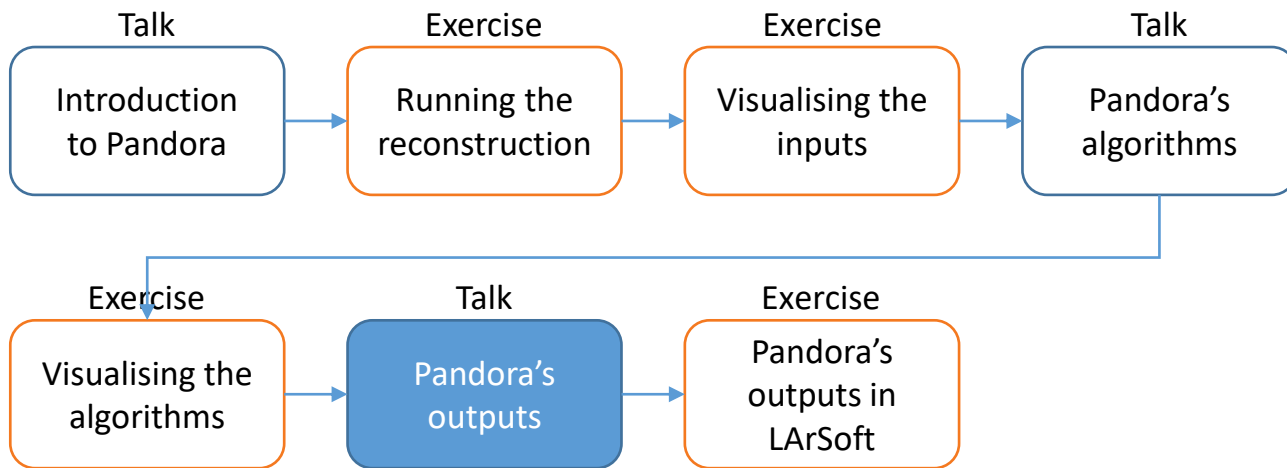 Talk
Exercise
Exercise
Talk
Introduction
to Pandora
Running the
reconstruction
Visualising the
inputs
Pandora’s
algorithms
Exercise
Talk
Exercise
Visualising the
algorithms
Pandora’s
outputs
Pandora’s
outputs in
LArSoft